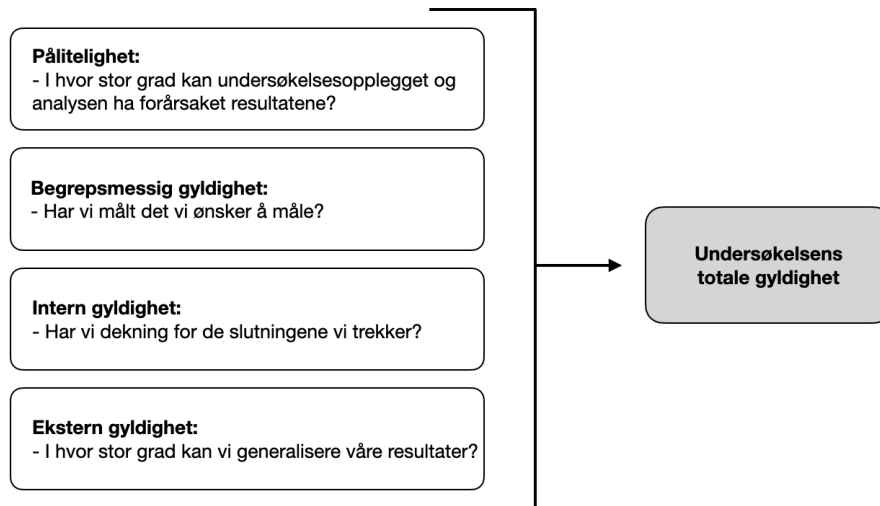 Pålitelighet:
- I hvor stor grad kan undersøkelsesopplegget og
analysen ha forårsaket resultatene?
Begrepsmessig gyldighet:
- Har vi målt det vi ønsker å måle?
Intern gyldighet:
- Har vi dekning for de slutningene vi trekker?
Ekstern gyldighet:
- I hvor stor grad kan vi generalisere våre resultater?
Undersøkelsens
totale gyldighet